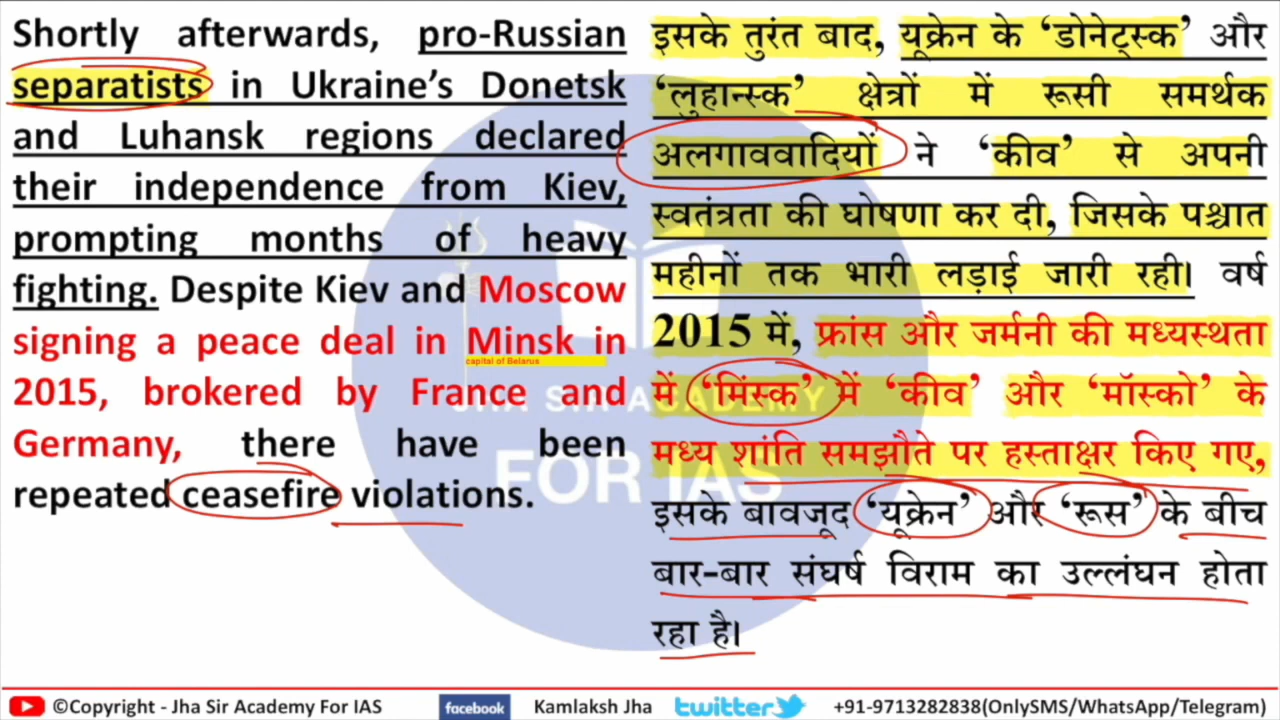 Shortly afterwards, pro-Russian
separatists in Ukraine's Donetsk
and Luhansk regions declared
their independence from Kiev,
prompting months of heavy
fighting. Despite Kiev and Moscow
signing a peace deal in Minsk in
capital of Belarus
2015, brokered by France and
Germany, there have been
repeated ceasefire violations.
इसके तुरंत बाद, यूक्रेन के ‘डोनेट्स्क’ और
‘लुहान्स्क’ क्षेत्रों में रूसी समर्थक
अलगाववादियों ने ‘कीव’ से अपनी
स्वतंत्रता की घोषणा कर दी, जिसके पश्चात
महीनों तक भारी लड़ाई जारी रही। वर्ष
2015 में, फ्रांस और जर्मनी की मध्यस्थता
में ‘मिंस्क’ में ‘कीव’ और ‘मॉस्को’ के
मध्य शांति समझौते पर हस्ताक्षर किए गए,
इसके बावजूद ‘यूक्रेन’ और ‘रूस’ के बीच
बार-बार संघर्ष विराम का उल्लंघन होता
रहा है।
JHA SIR ACADEMY
FOR IAS
©Copyright - Jha Sir Academy For IAS
facebook
Kamlaksh Jha
twitter
+91-9713282838(OnlySMS/WhatsApp/Telegram)